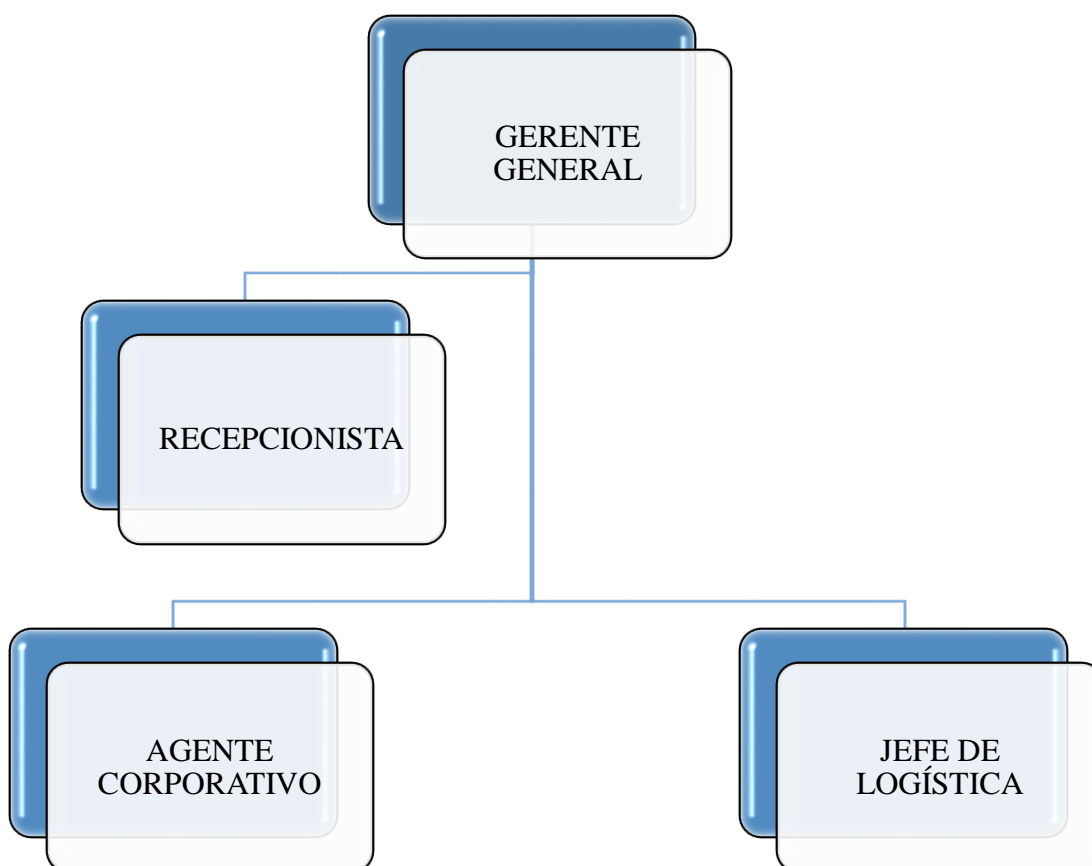 GERENTE
GENERAL
RECEPCIONISTA
AGENTE
CORPORATIVO
JEFE DE
LOGÍSTICA